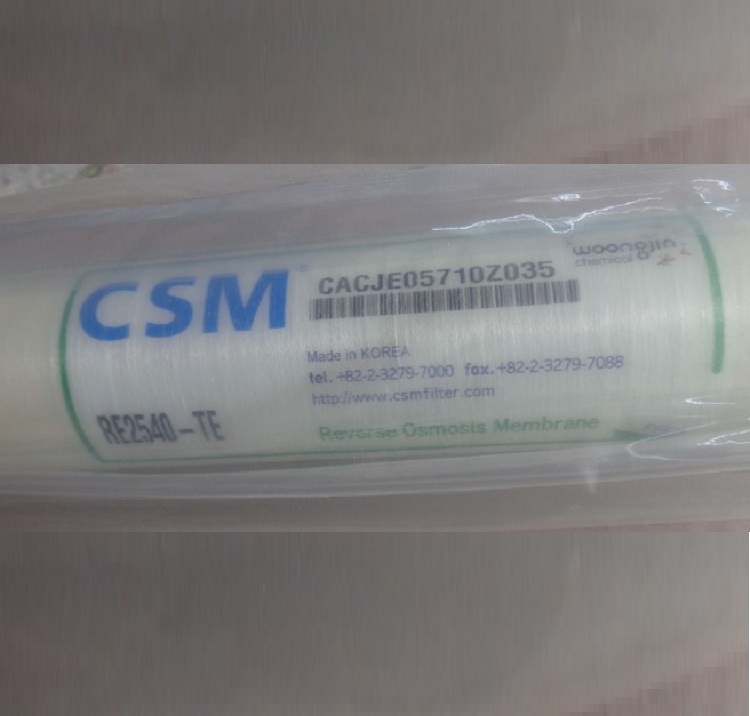 CSM
CACJE05710Z035
woongjin
chemical
Made in KOREA
tel. +82-2-3279-7000 fax. +82-2-3279-7088
http://www.csmfilter.com
RE2540-TE
Reverse Osmosis Membrane